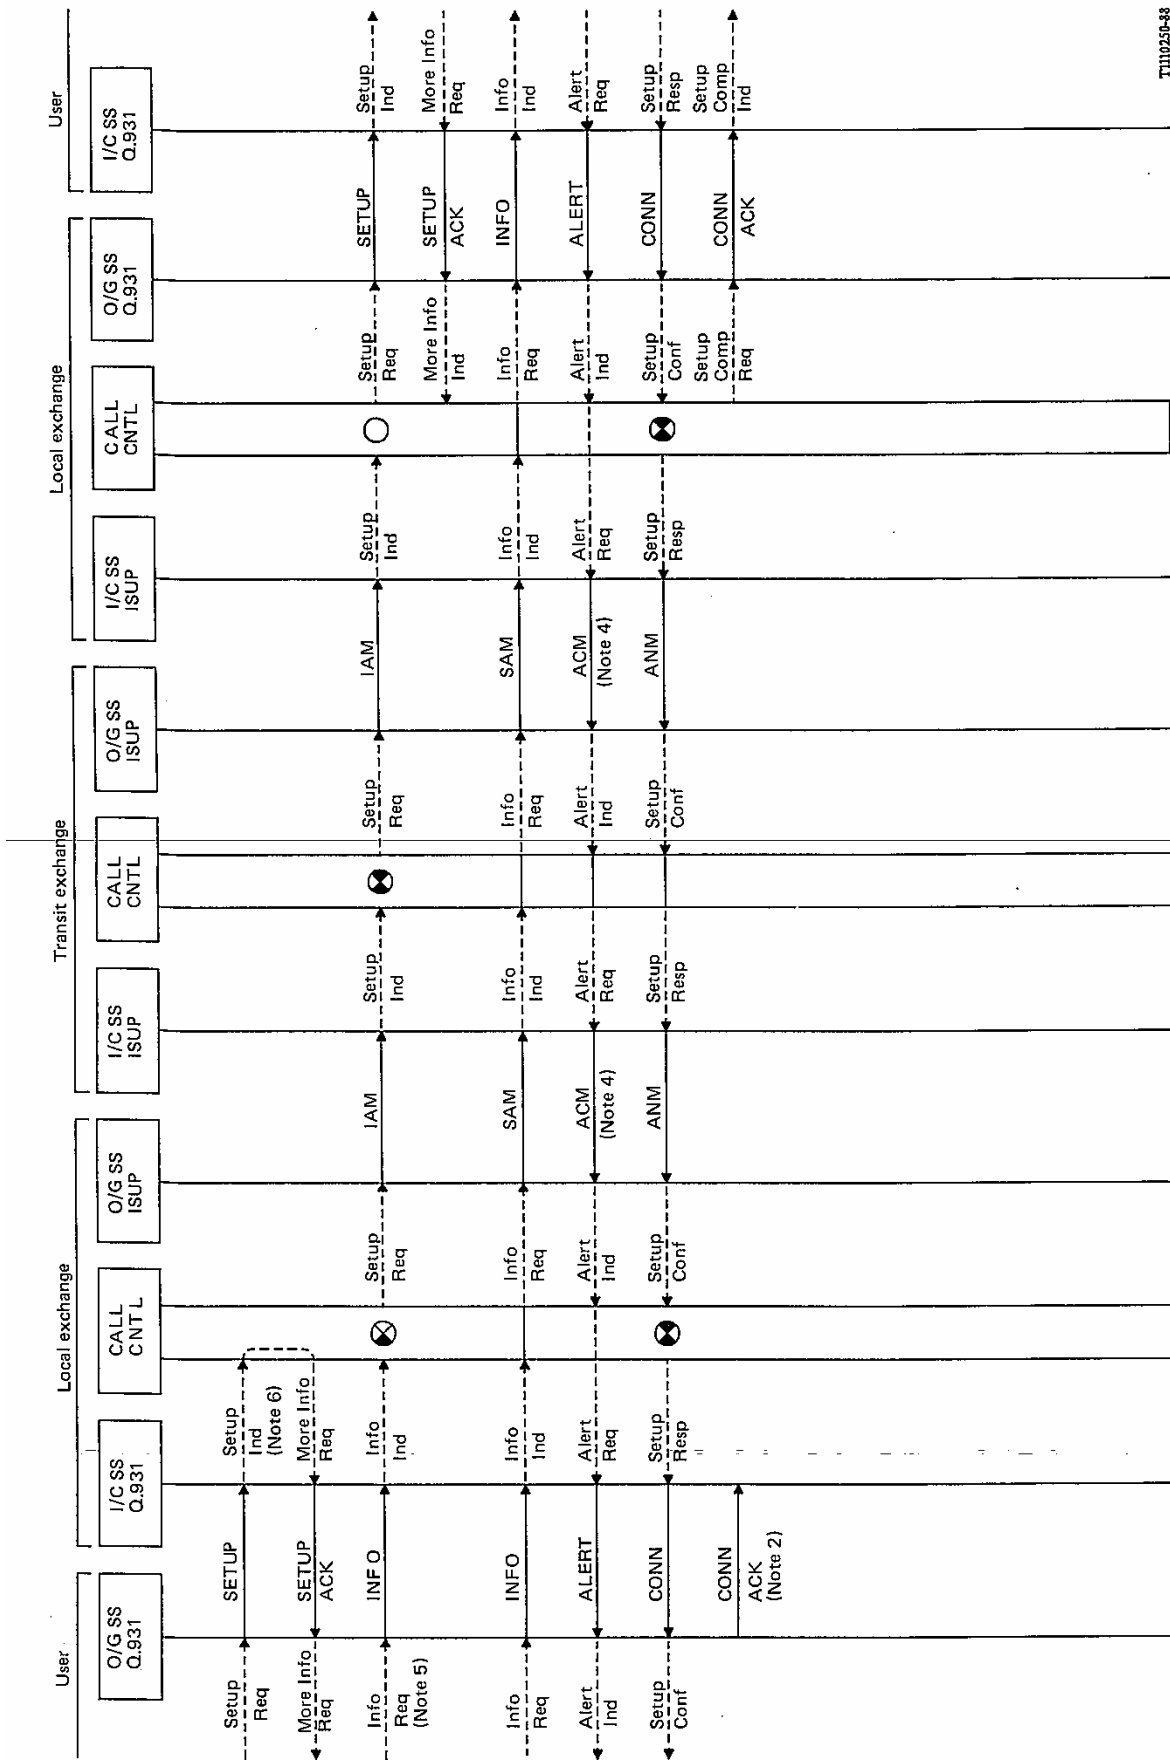 User
Local exchange
Transit exchange
Local exchange
User
O/G SS
Q.931
I/C SS
Q.931
CALL
CNTL
O/G SS
ISUP
I/C SS
ISUP
CALL
CNTL
O/G SS
ISUP
I/C SS
ISUP
CALL
CNTL
O/G SS
Q.931
I/C SS
Q.931
Setup
Req
SETUP
Setup
Ind
(Note 6)
More Info
Req
SETUP
ACK
More Info
Req
Info
Req
(Note 5)
INFO
Info
Ind
Setup
Req
IAM
Setup
Ind
Setup
Req
IAM
Setup
Ind
Setup
Req
SETUP
Setup
Ind
More Info
Ind
SETUP
ACK
More Info
Req
Info
Req
INFO
Info
Ind
Info
Req
SAM
Info
Ind
Info
Req
SAM
Info
Ind
Info
Req
INFO
Info
Ind
Alert
Ind
ALERT
Alert
Req
Alert
Ind
ACM
(Note 4)
Alert
Req
Alert
Ind
ACM
(Note 4)
Alert
Req
Alert
Ind
ALERT
Alert
Req
Setup
Conf
CONN
Setup
Resp
Setup
Conf
ANM
Setup
Resp
Setup
Conf
ANM
Setup
Resp
Setup
Conf
CONN
Setup
Resp
CONN
ACK
(Note 2)
Setup
Comp
Req
CONN
ACK
Setup
Comp
Ind
T1110250-88